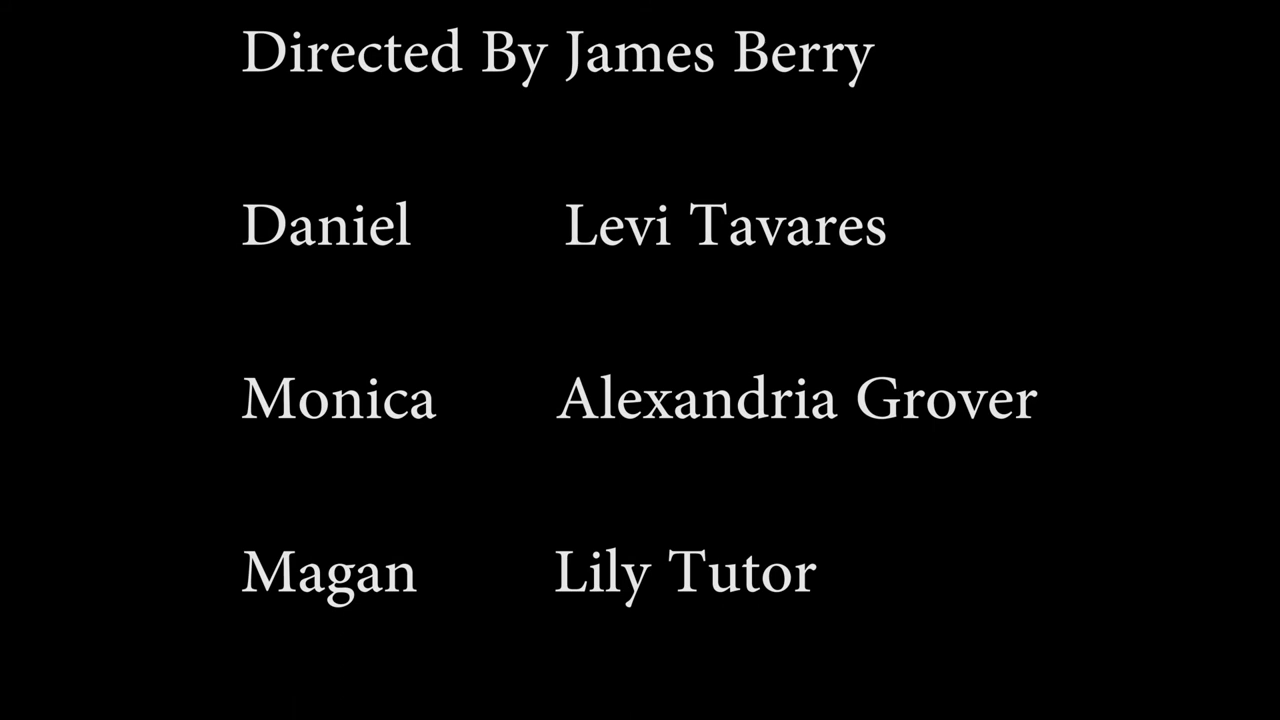 Directed By James Berry
Daniel Levi Tavares
Monica Alexandria Grover
Magan Lily Tutor